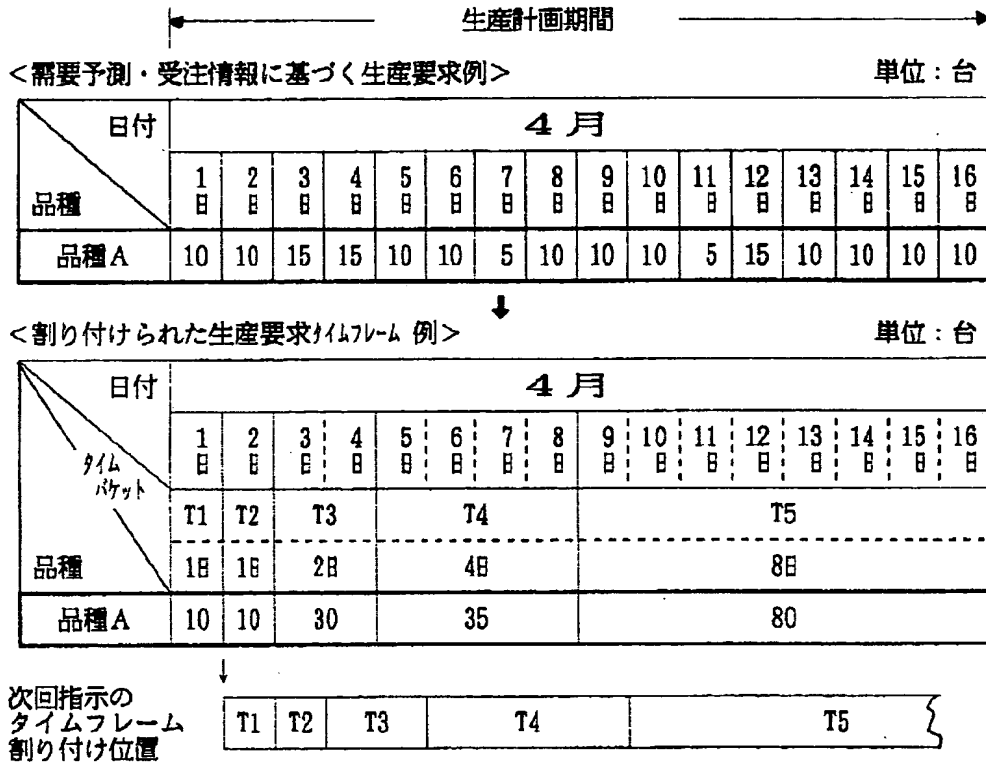 生産計画期間
<需要予測・受注情報に基づく生産要求例> 単位:台
日付 4月
品種 1日 2日 3日 4日 5日 6日 7日 8日 9日 10日 11日 12日 13日 14日 15日 16日
品種A 10 10 15 15 10 10 5 10 10 10 5 15 10 10 10 10
<割り付けられた生産要求タイムフレーム 例> 単位:台
日付 4月
1日 2日 3日 4日 5日 6日 7日 8日 9日 10日 11日 12日 13日 14日 15日 16日
タイム
バケット
T1 T2 T3 T4 T5
品種 1日 1日 2日 4日 8日
品種A 10 10 30 35 80
次回指示の
タイムフレーム T1 T2 T3 T4 T5
割り付け位置